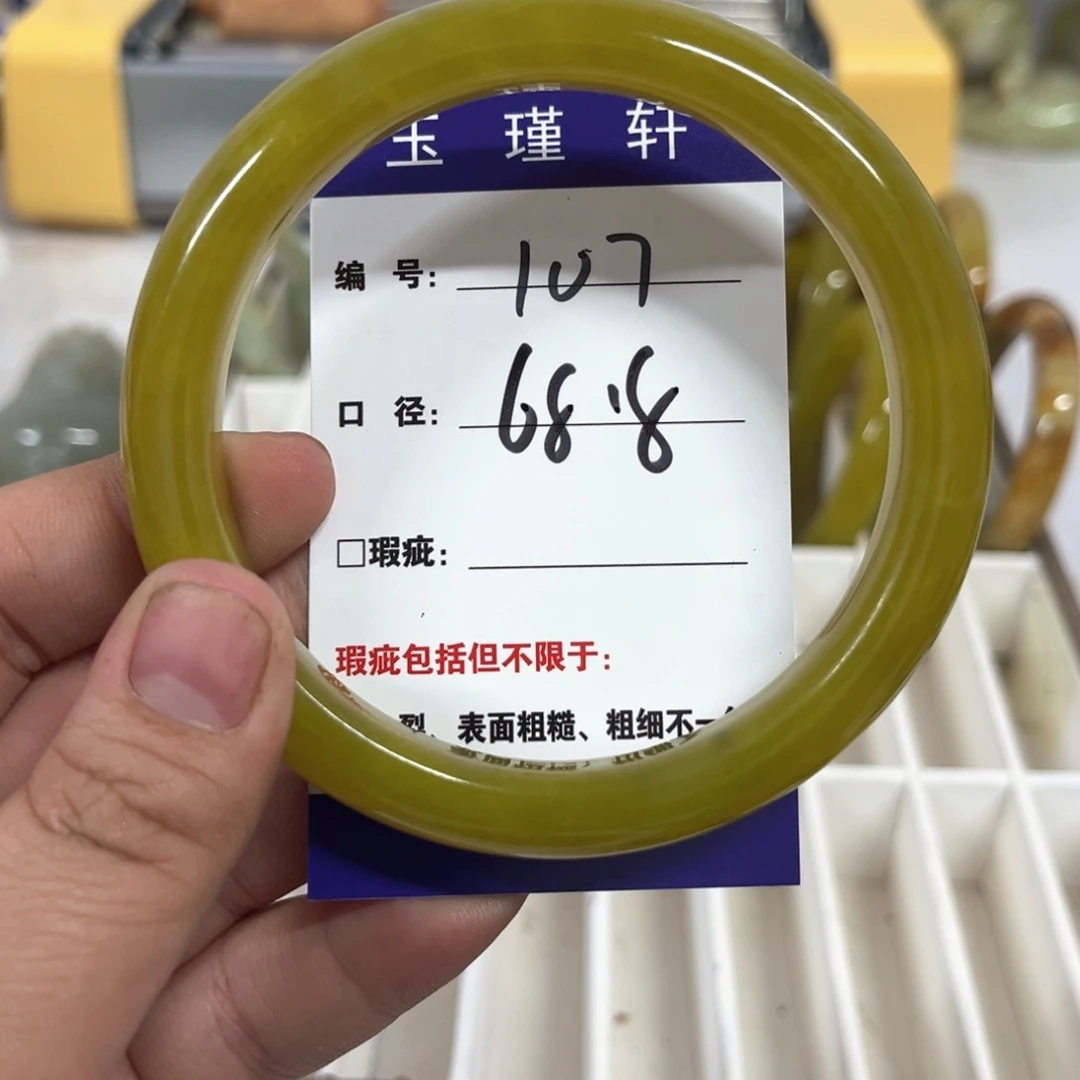 玉瑾轩
编 号: 107
口 径: 68.8
□瑕疵:
瑕疵包括但不限于:
裂、表面粗糙、粗细不一